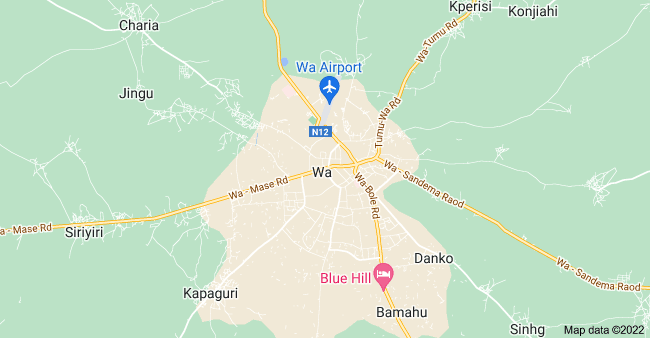 Kperisi
Konjiahi
Charia
Wa-Tumu Rd
Wa Airport
Jingu
Tumu-Wa Rd
N12
Wa
Wa - Sandema Raod
Wa - Mase Rd
Wa-Bole Rd
Wa - Mase Rd
Siriyiri
Danko
Wa - Sandema Raod
Blue Hill
Kapaguri
Bamahu
Sinhg
Map data ©2022